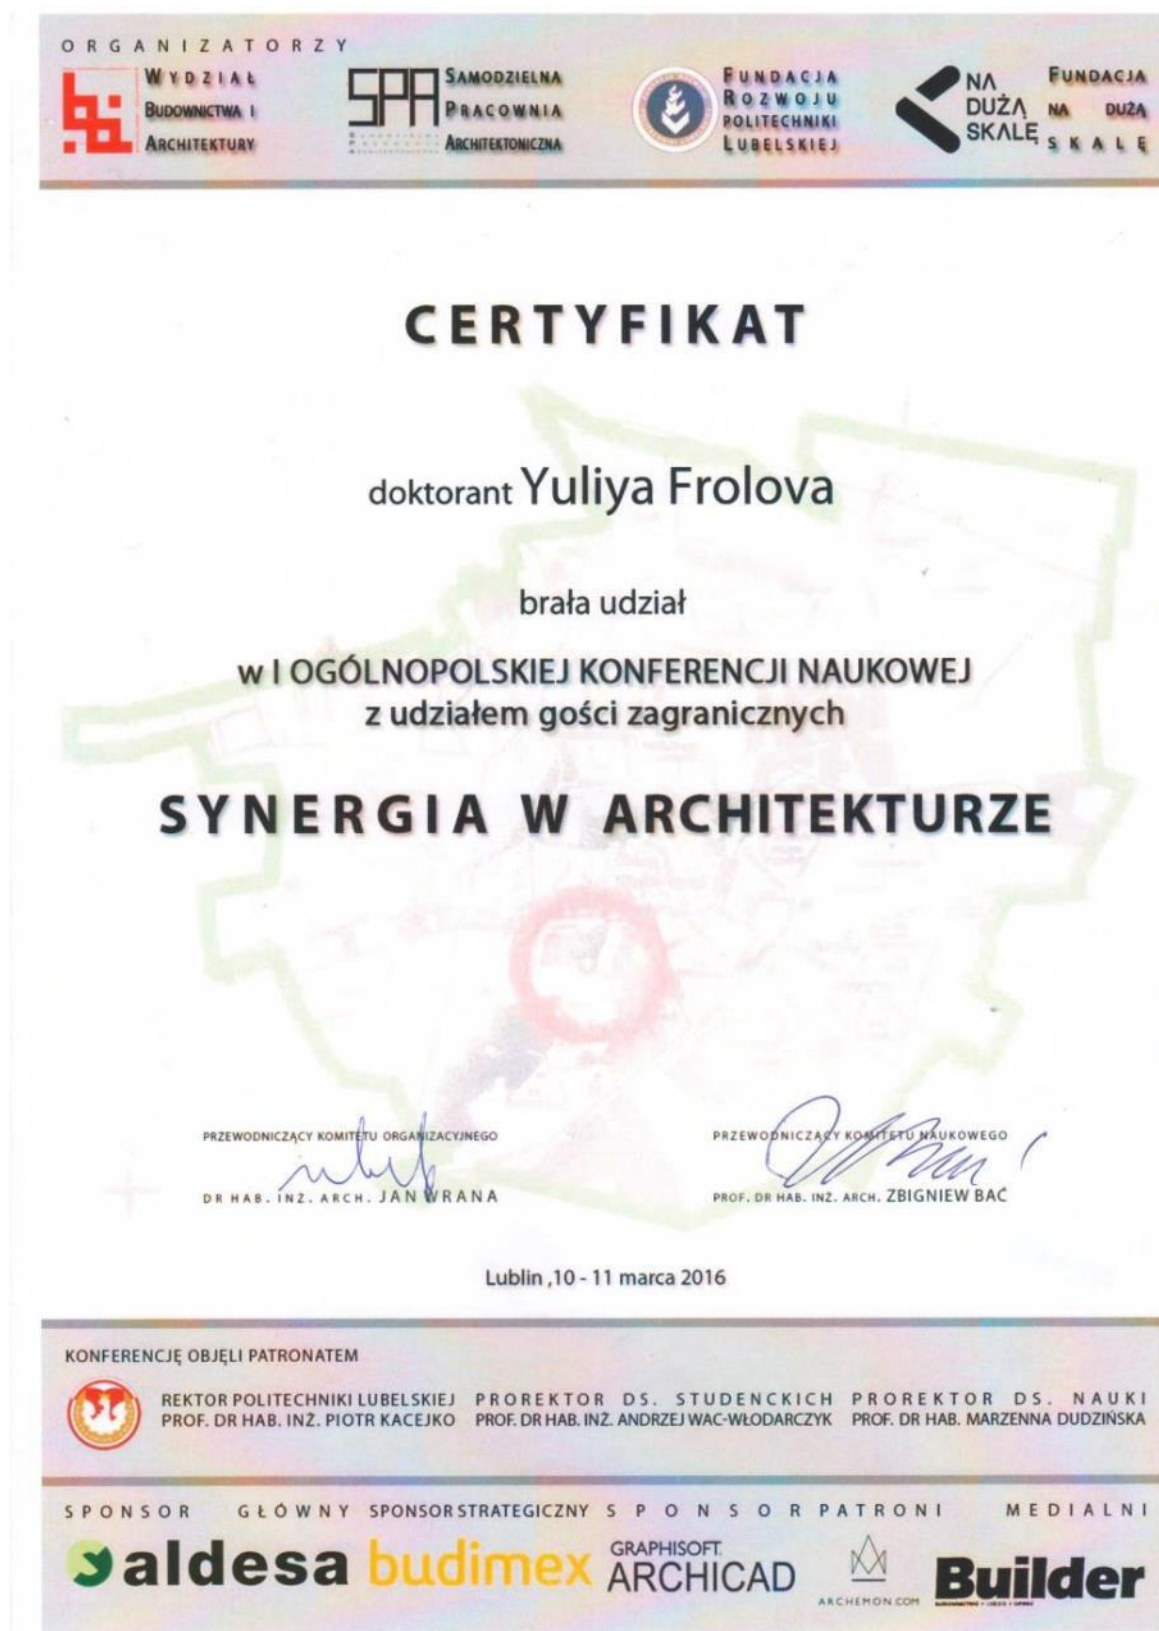 ORGANIZATORZY
WYDZIAŁ
BUDOWNICTWA I
ARCHITEKTURY
SPA
SAMODZIELNA
PRACOWNIA
ARCHITEKTONICZNA
FUNDACJA
ROZWOJU
POLITECHNIKI
LUBELSKIEJ
NA
DUŻĄ
SKALĘ
FUNDACJA
NA DUŻĄ
SKALĘ
CERTYFIKAT
doktorant Yuliya Frolova
brała udział
w I OGÓLNOPOLSKIEJ KONFERENCJI NAUKOWEJ
z udziałem gości zagranicznych
SYNERGIA W ARCHITEKTURZE
PRZEWODNICZĄCY KOMITETU ORGANIZACYJNEGO
DR HAB. INŻ. ARCH. JAN WRANA
PRZEWODNICZĄCY KOMITETU NAUKOWEGO
PROF. DR HAB. INŻ. ARCH. ZBIGNIEW BAĆ
Lublin ,10 - 11 marca 2016
KONFERENCJĘ OBJĘLI PATRONATEM
REKTOR POLITECHNIKI LUBELSKIEJ
PROF. DR HAB. INŻ. PIOTR KACEJKO
PROREKTOR DS. STUDENCKICH
PROF. DR HAB. INŻ. ANDRZEJ WAC-WŁODARCZYK
PROREKTOR DS. NAUKI
PROF. DR HAB. MARZENNA DUDZIŃSKA
SPONSOR GŁÓWNY
aldesa
SPONSOR STRATEGICZNY
budimex
SPONSOR
GRAPHISOFT.
ARCHICAD
PATRONI MEDIALNI
ARCHEMON.COM
Builder